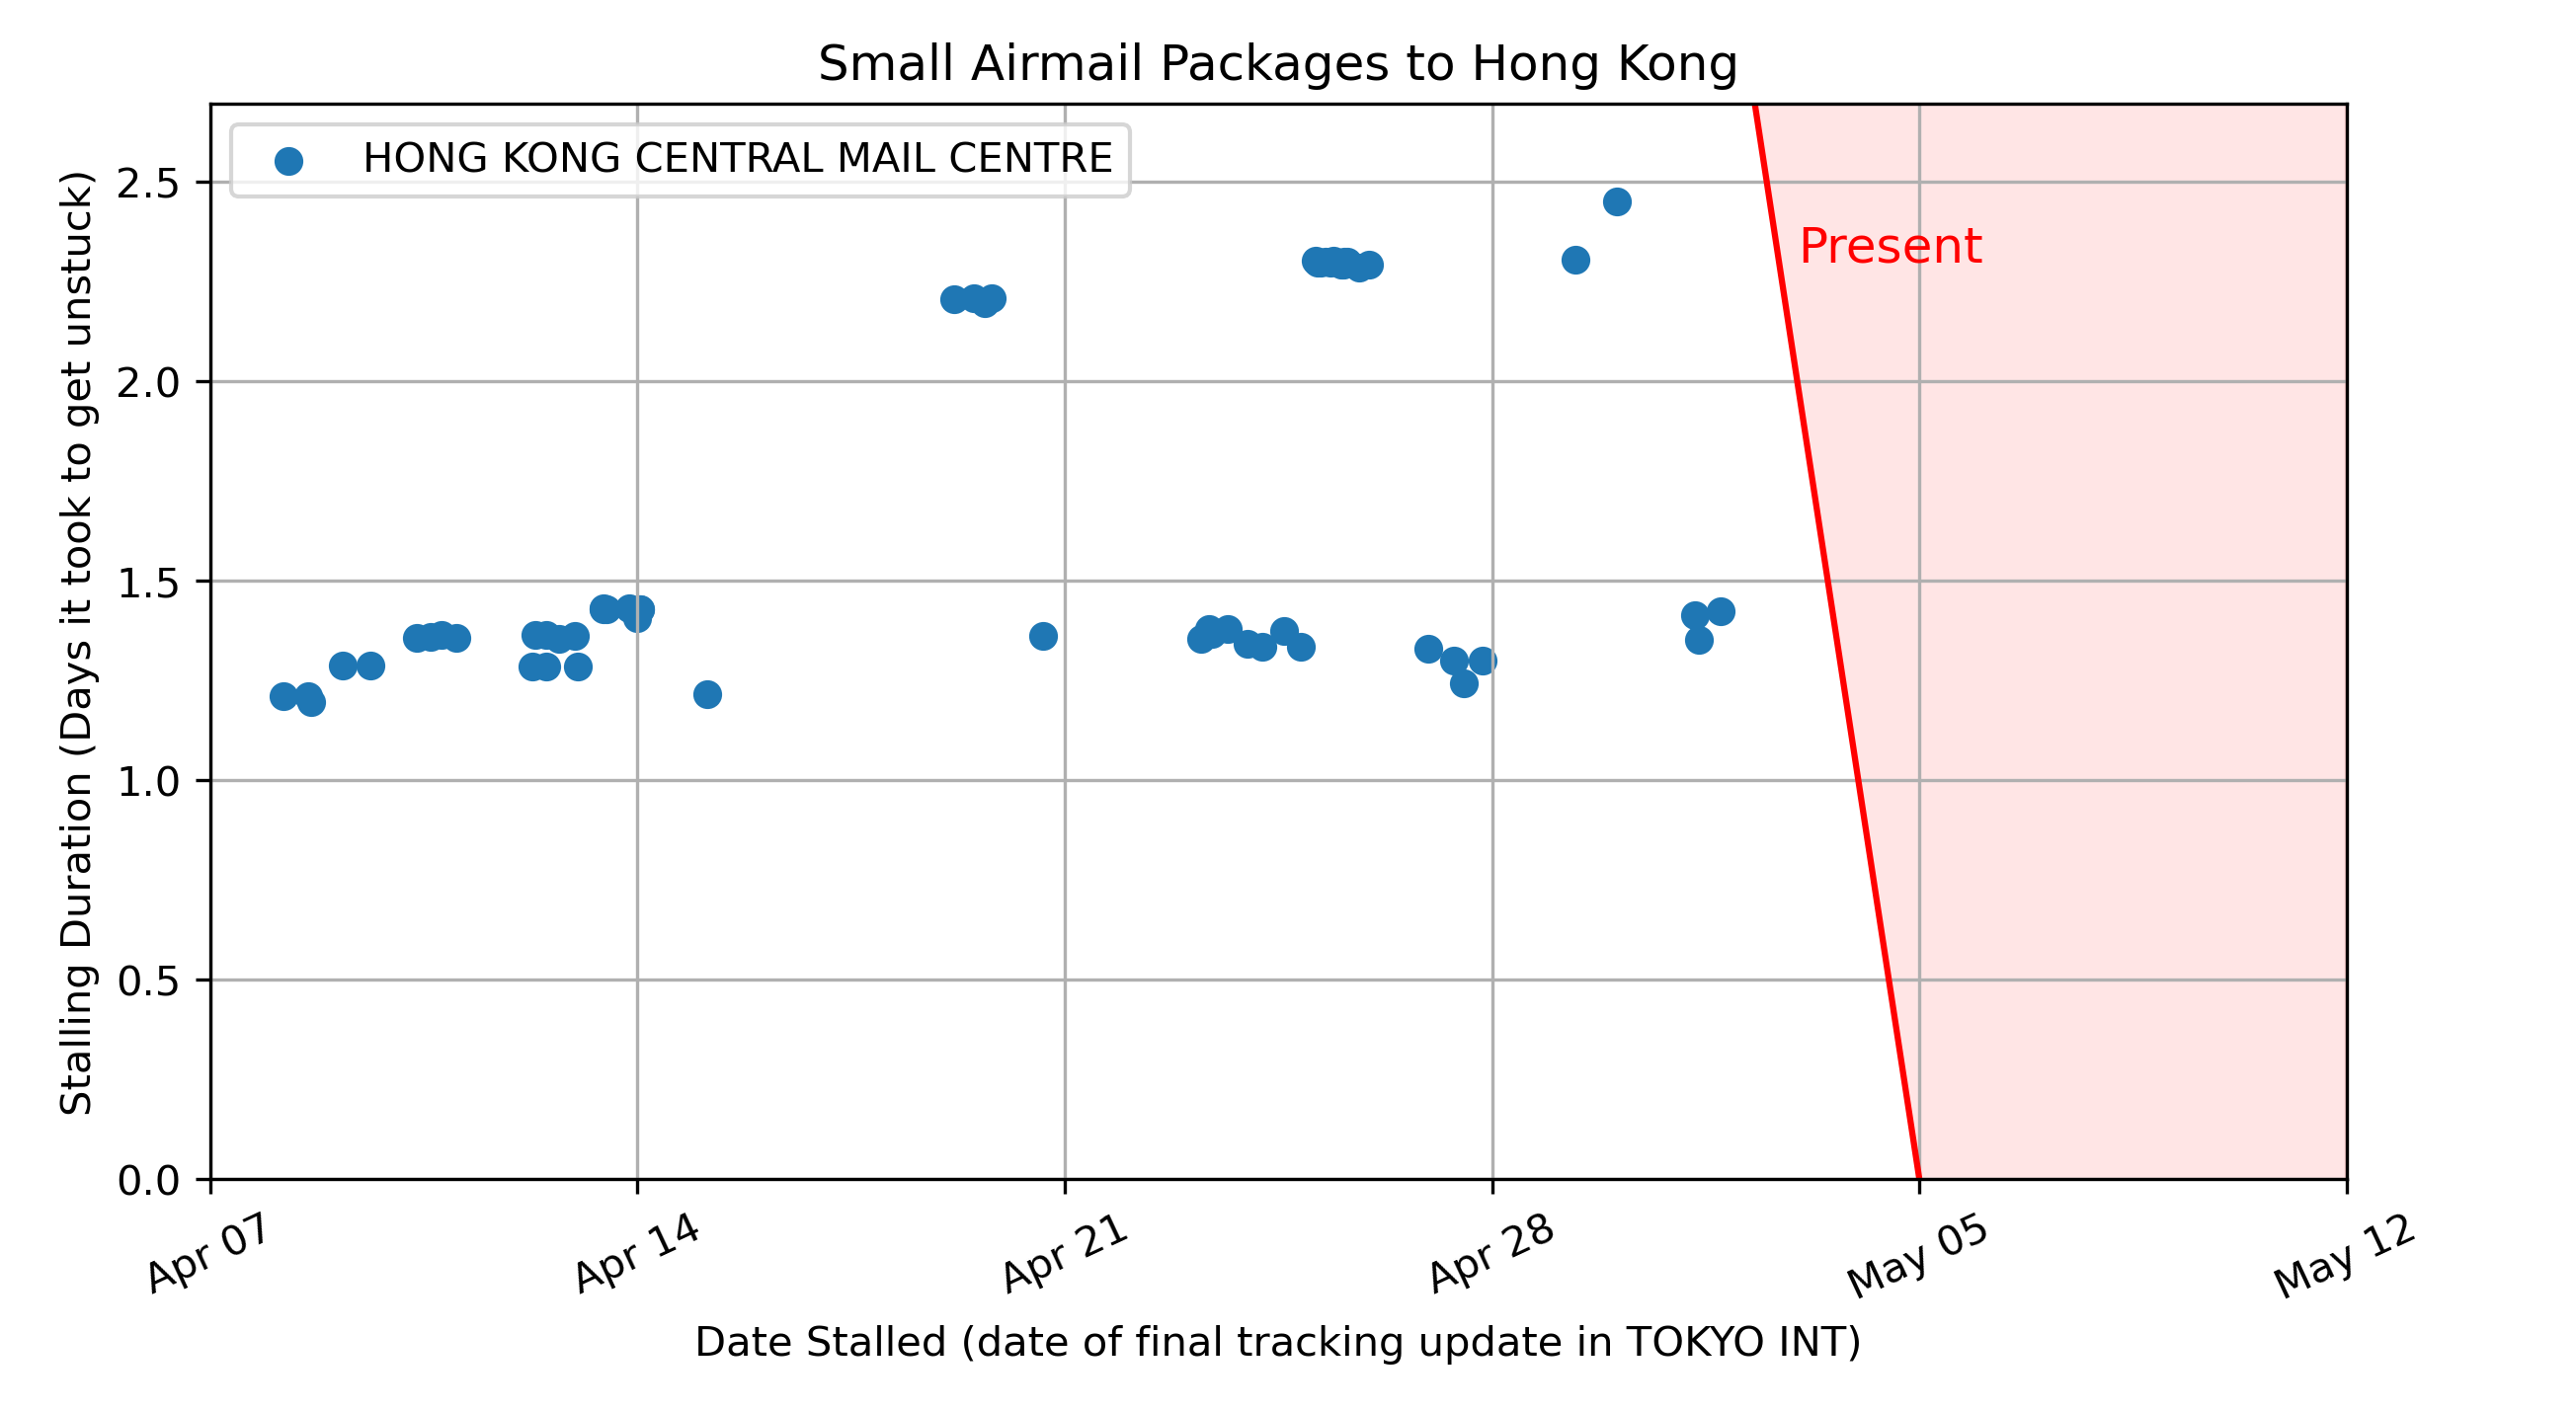 Small Airmail Packages to Hong Kong
HONG KONG CENTRAL MAIL CENTRE
Present
Stalling Duration (Days it took to get unstuck)
2.5
2.0
1.5
1.0
0.5
0.0
Apr 07
Apr 14
Apr 21
Apr 28
May 05
May 12
Date Stalled (date of final tracking update in TOKYO INT)